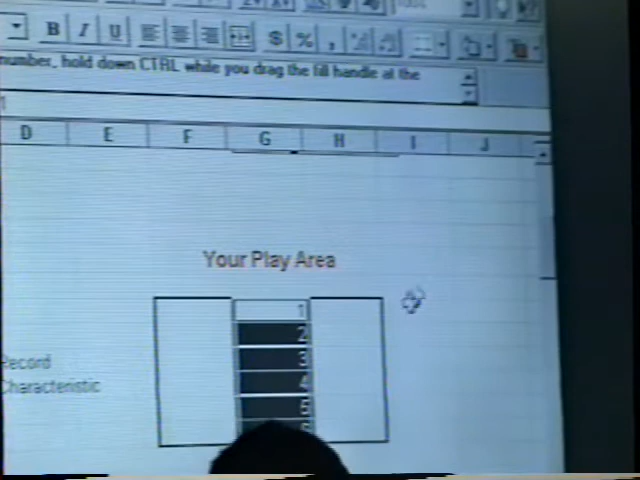 B I U $ % ,
number, hold down CTRL while you drag the fill handle at the
1
D E F G H I J
Your Play Area
1
2
3
Record
4
Characteristic
5